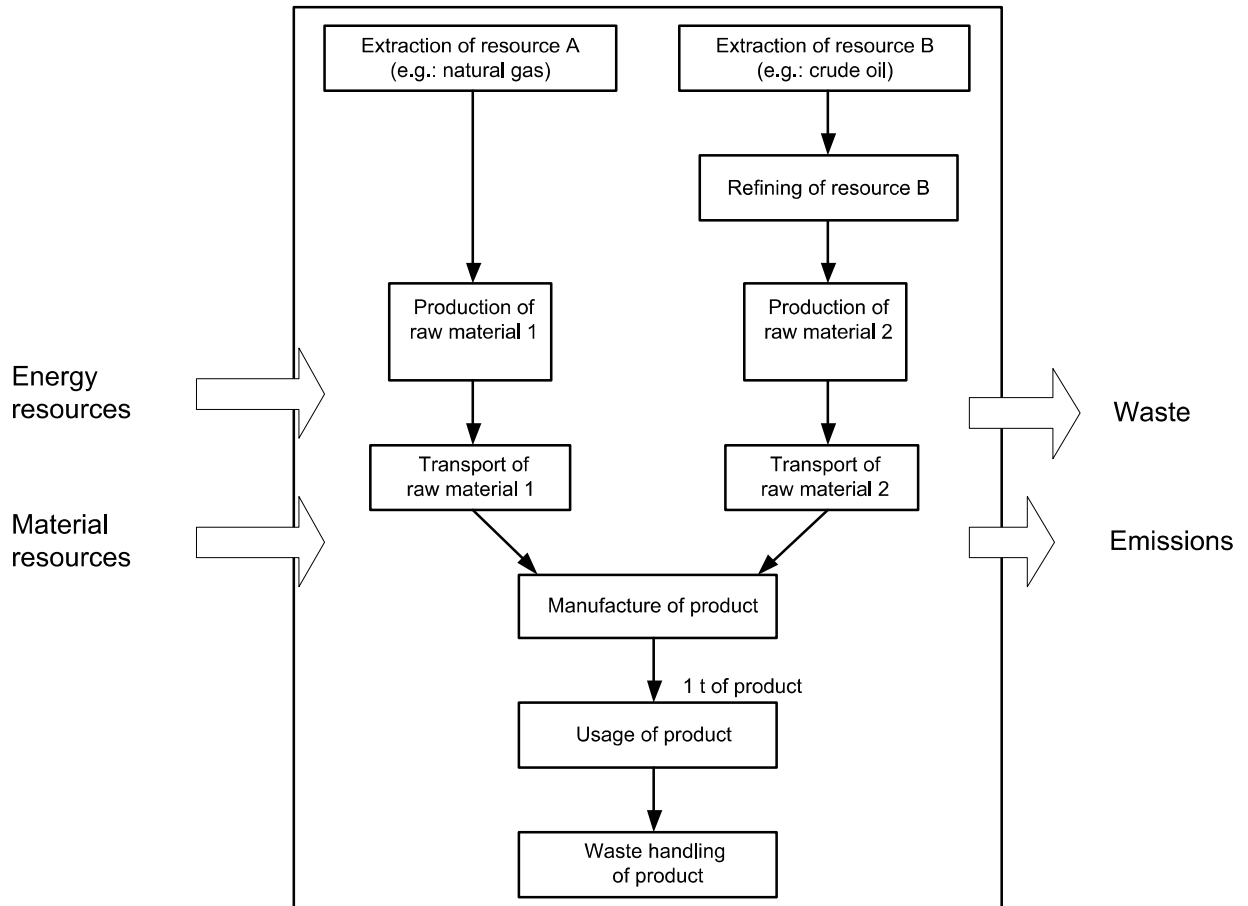 Extraction of resource A
(e.g.: natural gas)
Extraction of resource B
(e.g.: crude oil)
Refining of resource B
Production of
raw material 1
Production of
raw material 2
Energy
resources
Waste
Transport of
raw material 1
Transport of
raw material 2
Material
resources
Emissions
Manufacture of product
1 t of product
Usage of product
Waste handling
of product